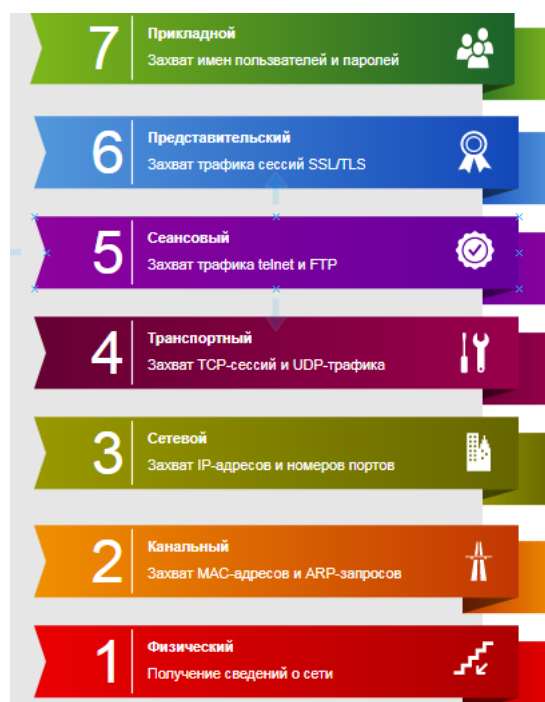 7
Прикладной
Захват именользвателей и паролей
6
Представительский
Захват трафика сессий SSL/TLS
5
Сеансовый
Захват трафика telnet и FTP
4
Транспортный
Захват TCP-сессий и UDP-трафика
3
Сетевой
Захват IP-адресов и номеров портов
2
Канальный
Захват MAC-адресов и ARP-запросов
1
Физический
Получение сведений о сети